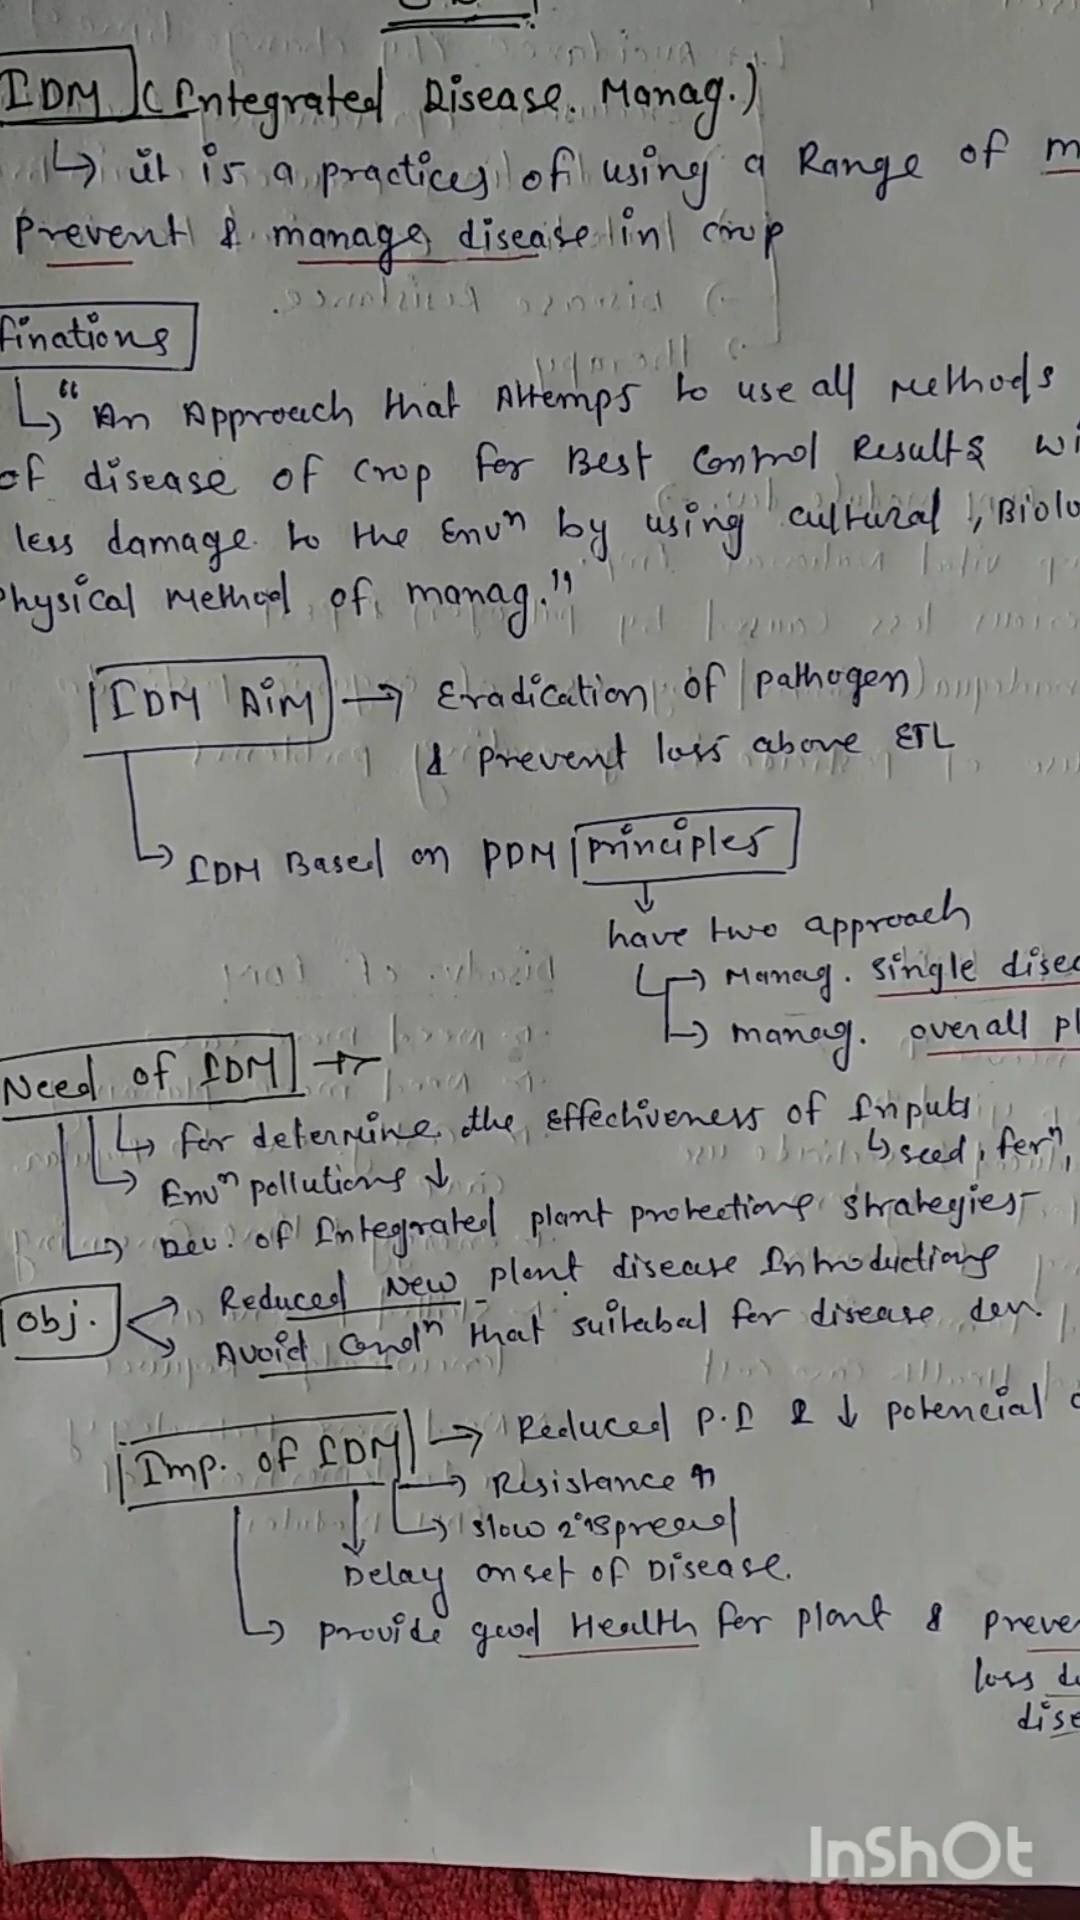 IDM (Integrated Disease. Manag.)
↳ it is a practices of using a Range of m
Prevent & manage disease in crop
finations
↳ "An Approach that Attemps to use all methods
of disease of crop for Best Control Results wi
less damage to the Envⁿ by using cultural, Biolo
Physical method of manag."
IDM Aim → Eradication of pathogen
& prevent loss above ETL
↳ IDM Based on PDM principles
↓
have two approach
↳ Manag. single disea
↳ manag. overall pl
Need of IDM →
↳ for determine the effectiveness of Inputs
↳ seed, ferⁿ,
↳ Envⁿ pollutions ↓
↳ Dev. of Integrated plant protections strategies
Obj. → Reduced New plant disease Introductions
→ Avoid Condⁿ that suitabal for disease dev.
Imp. of IDM → Reduced P.I & ↓ potencial
→ Resistance ↑
↳ slow 2° spread
↓ Delay onset of Disease.
↳ provide good Health for plant & preve
loss d
dise
InShOt